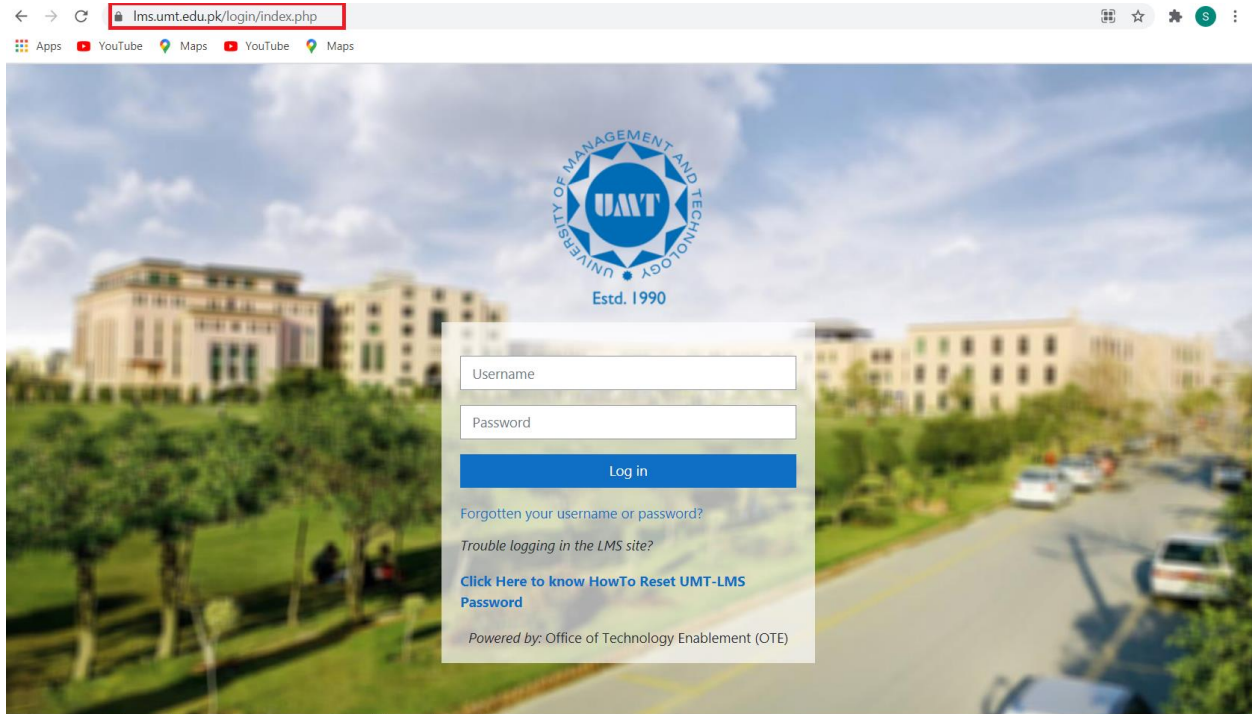 lms.umt.edu.pk/login/index.php
S
Apps YouTube Maps YouTube Maps
UNIVERSITY OF MANAGEMENT AND TECHNOLOGY
UMT
Estd. 1990
Username
Password
Log in
Forgotten your username or password?
Trouble logging in the LMS site?
Click Here to know HowTo Reset UMT-LMS
Password
Powered by: Office of Technology Enablement (OTE)